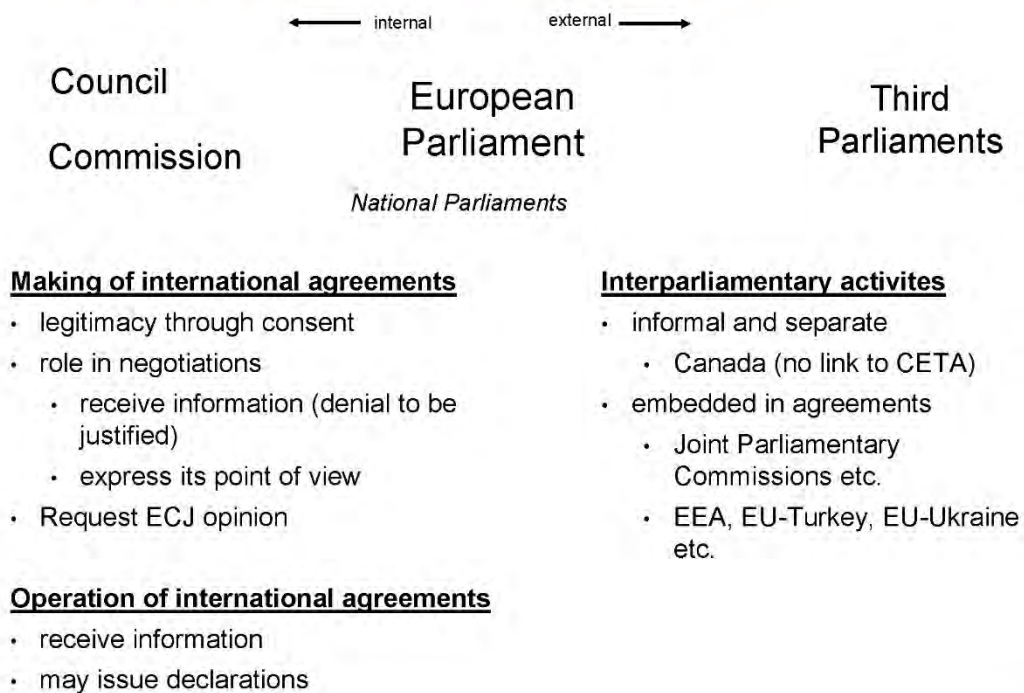 internal external
Council
Commission
European
Parliament
Third
Parliaments
National Parliaments
Making of international agreements
• legitimacy through consent
• role in negotiations
• receive information (denial to be
justified)
• express its point of view
• Request ECJ opinion
Operation of international agreements
• receive information
• may issue declarations
Interparliamentary activites
• informal and separate
• Canada (no link to CETA)
• embedded in agreements
• Joint Parliamentary
Commissions etc.
• EEA, EU-Turkey, EU-Ukraine
etc.